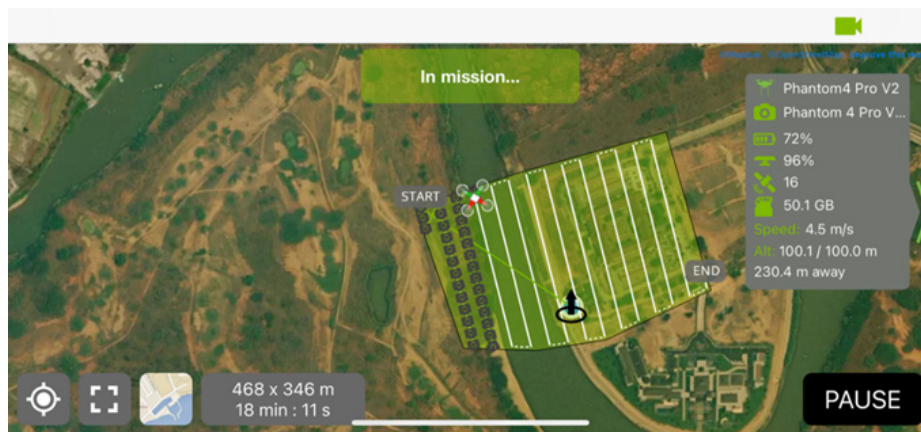 In mission...
Phantom4 Pro V2
Phantom 4 Pro V...
72%
96%
16
50.1 GB
Speed: 4.5 m/s
Alt: 100.1 / 100.0 m
230.4 m away
START
END
468 x 346 m
18 min : 11 s
PAUSE